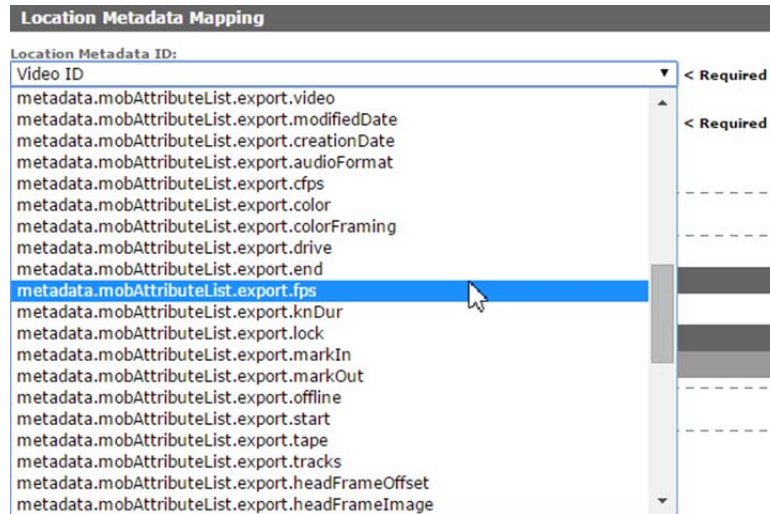 Location Metadata Mapping
Location Metadata ID:
Video ID
< Required
metadata.mobAttributeList.export.video
metadata.mobAttributeList.export.modifiedDate
< Required
metadata.mobAttributeList.export.creationDate
metadata.mobAttributeList.export.audioFormat
metadata.mobAttributeList.export.cfps
metadata.mobAttributeList.export.color
metadata.mobAttributeList.export.colorFraming
metadata.mobAttributeList.export.drive
metadata.mobAttributeList.export.end
metadata.mobAttributeList.export.fps
metadata.mobAttributeList.export.knDur
metadata.mobAttributeList.export.lock
metadata.mobAttributeList.export.markIn
metadata.mobAttributeList.export.markOut
metadata.mobAttributeList.export.offline
metadata.mobAttributeList.export.start
metadata.mobAttributeList.export.tape
metadata.mobAttributeList.export.tracks
metadata.mobAttributeList.export.headFrameOffset
metadata.mobAttributeList.export.headFrameImage